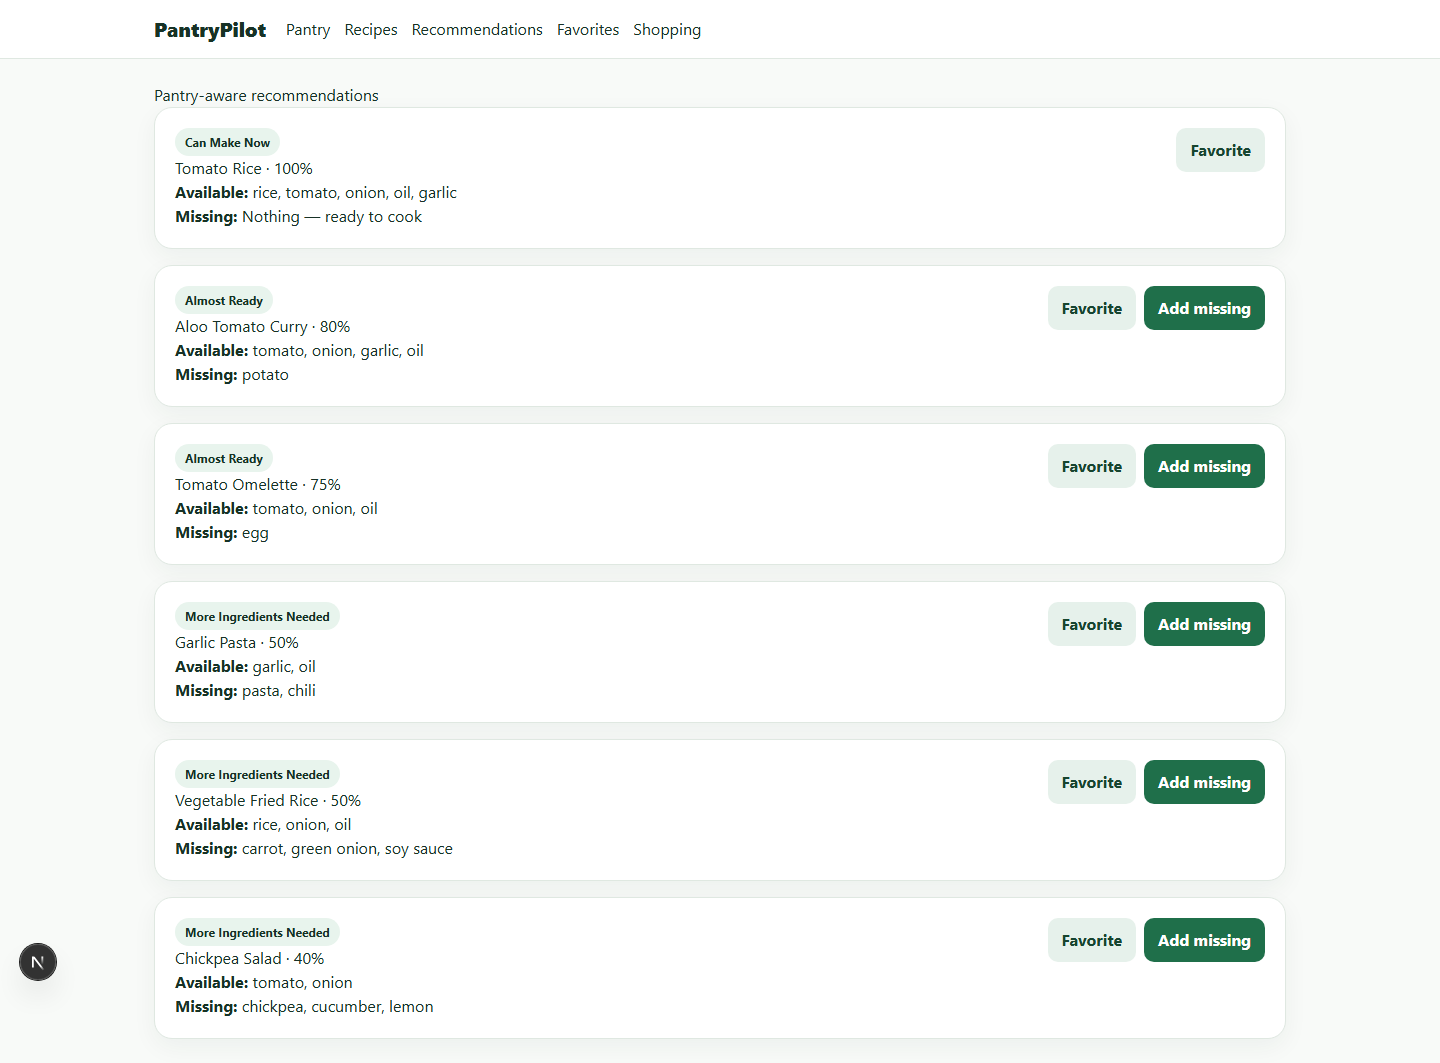 PantryPilot Pantry Recipes Recommendations Favorites Shopping
Pantry-aware recommendations
Can Make Now
Favorite
Tomato Rice · 100%
Available: rice, tomato, onion, oil, garlic
Missing: Nothing — ready to cook
Almost Ready
Favorite Add missing
Aloo Tomato Curry · 80%
Available: tomato, onion, garlic, oil
Missing: potato
Almost Ready
Favorite Add missing
Tomato Omelette · 75%
Available: tomato, onion, oil
Missing: egg
More Ingredients Needed
Favorite Add missing
Garlic Pasta · 50%
Available: garlic, oil
Missing: pasta, chili
More Ingredients Needed
Favorite Add missing
Vegetable Fried Rice · 50%
Available: rice, onion, oil
Missing: carrot, green onion, soy sauce
More Ingredients Needed
Favorite Add missing
Chickpea Salad · 40%
Available: tomato, onion
Missing: chickpea, cucumber, lemon
N